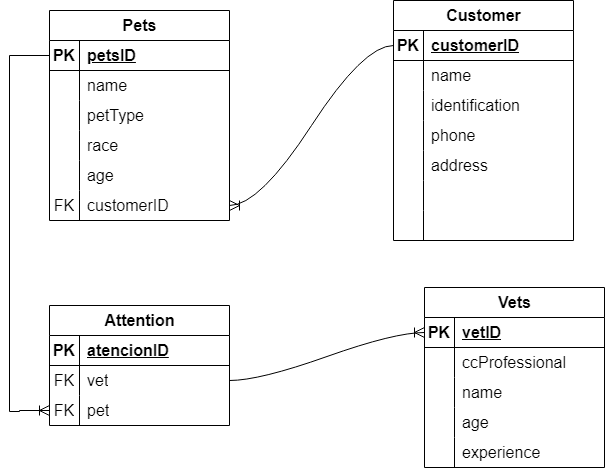 Pets
PK petsID
name
petType
race
age
FK customerID
Customer
PK customerID
name
identification
phone
address
Attention
PK atencionID
FK vet
FK pet
Vets
PK vetID
ccProfessional
name
age
experience